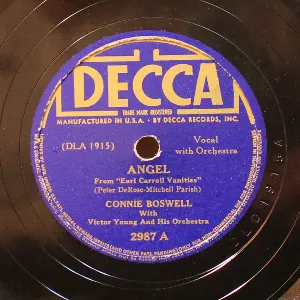 DECCA
TRADE MARK REGISTERED
MANUFACTURED IN U.S.A. • BY DECCA RECORDS, INC.
(DLA 1915)
Vocal
with Orchestra
ANGEL
From "Earl Carroll Vanities"
(Peter DeRose-Mitchell Parish)
CONNIE BOSWELL
With
Victor Young And His Orchestra
2987 A